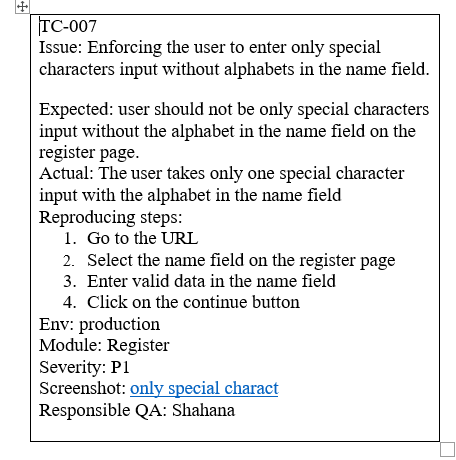 TC-007
Issue: Enforcing the user to enter only special
characters input without alphabets in the name field.
Expected: user should not be only special characters
input without the alphabet in the name field on the
register page.
Actual: The user takes only one special character
input with the alphabet in the name field
Reproducing steps:
1. Go to the URL
2. Select the name field on the register page
3. Enter valid data in the name field
4. Click on the continue button
Env: production
Module: Register
Severity: P1
Screenshot: only special charact
Responsible QA: Shahana